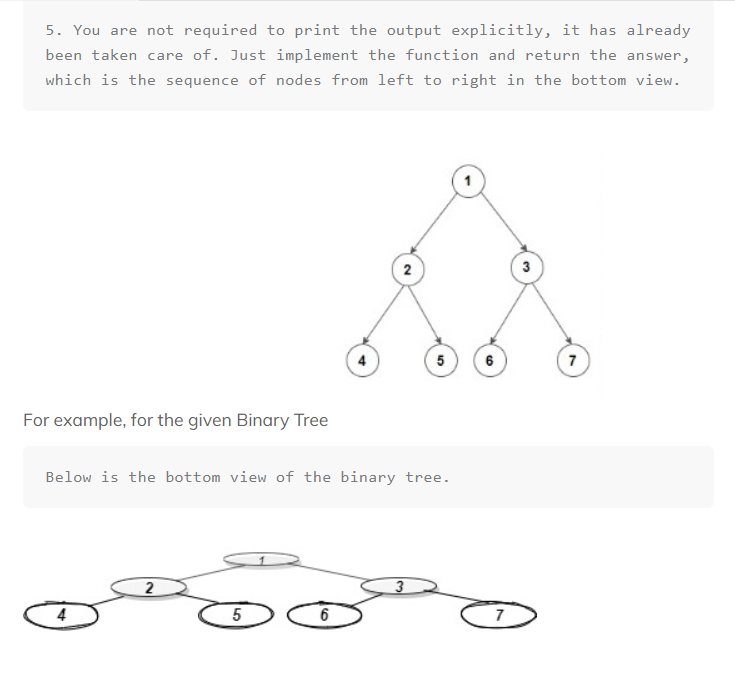 5. You are not required to print the output explicitly, it has already
been taken care of. Just implement the function and return the answer,
which is the sequence of nodes from left to right in the bottom view.
1
2
3
4
5
6
7
For example, for the given Binary Tree
Below is the bottom view of the binary tree.
1
2
3
4
5
6
7